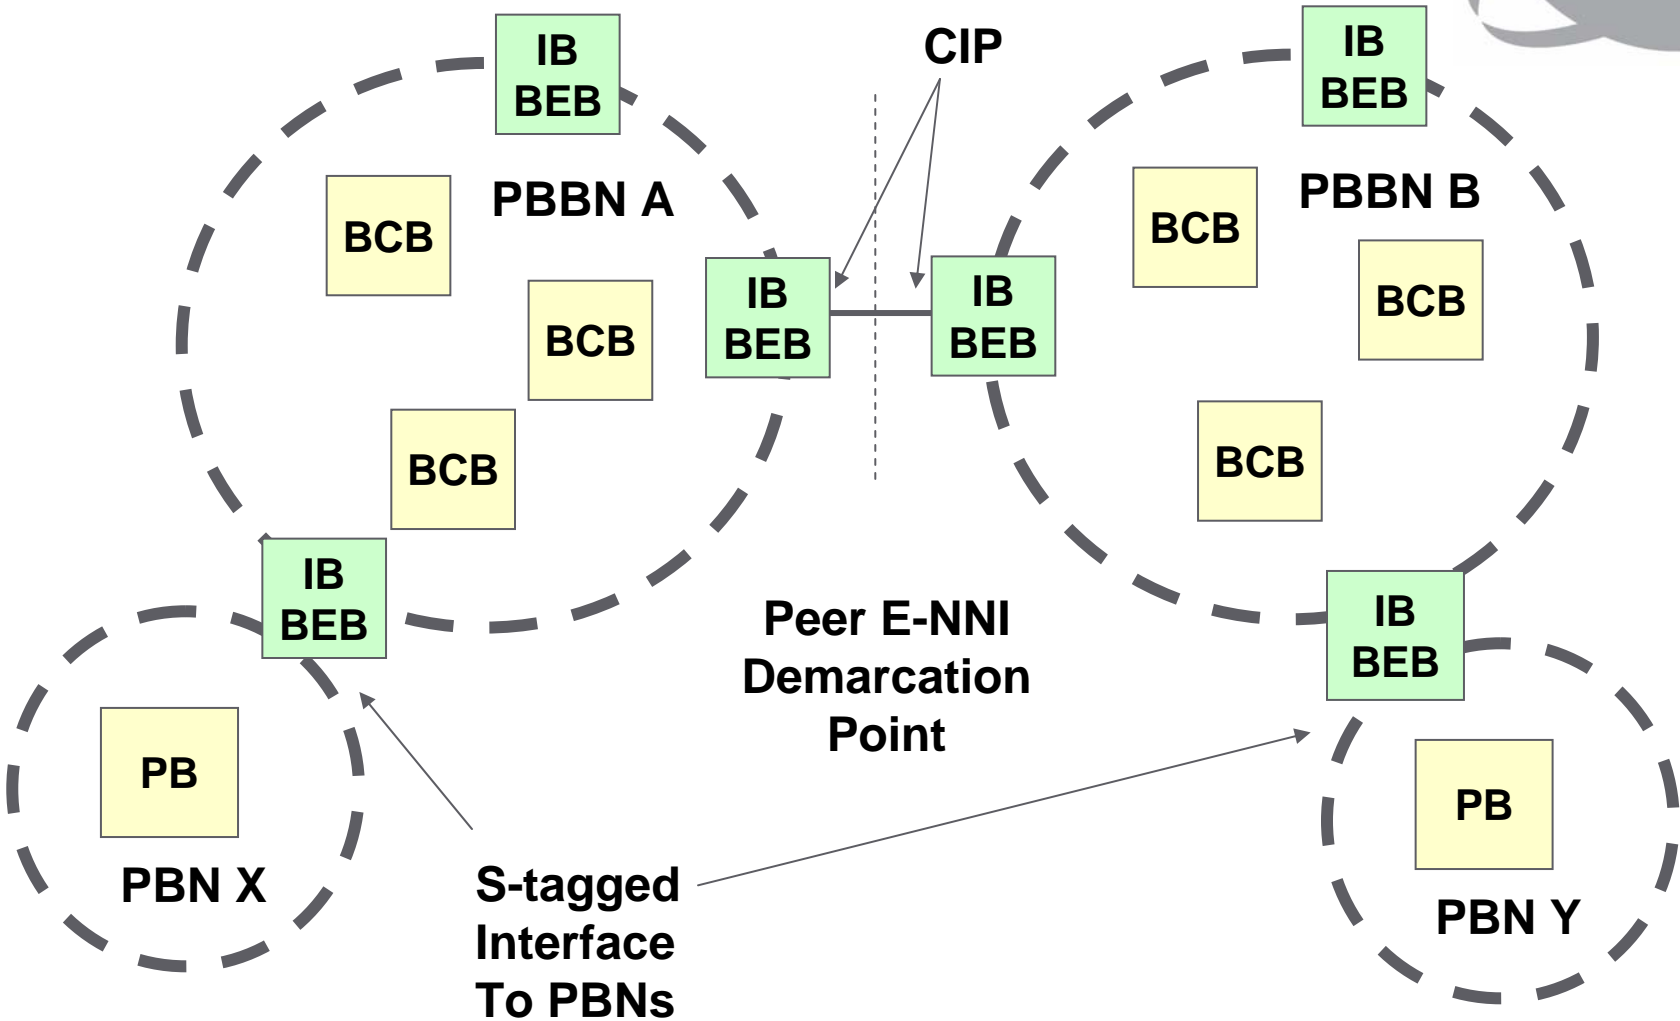 IB
BEB
CIP
IB
BEB
PBBN A
PBBN B
BCB
BCB
BCB
BCB
IB
BEB
IB
BEB
BCB
BCB
BCB
IB
BEB
Peer E-NNI
Demarcation
Point
IB
BEB
PB
PBN X
S-tagged
Interface
To PBNs
PB
PBN Y